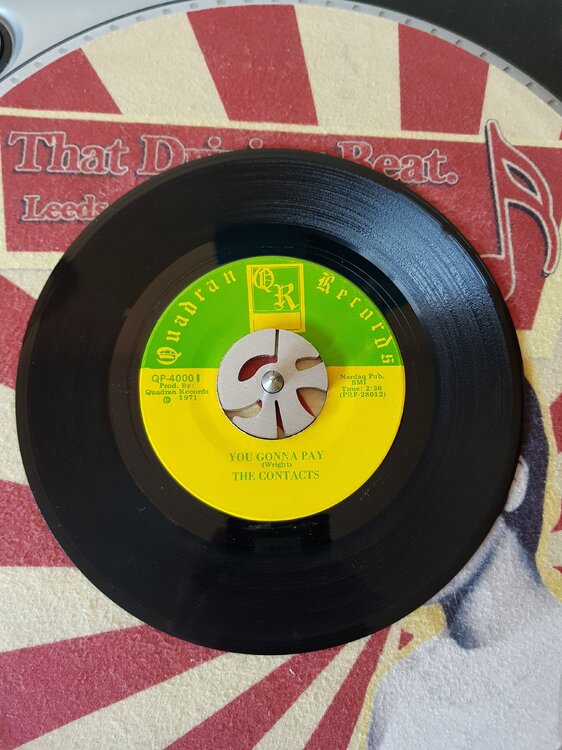 That Driving Beat.
Leeds
Quadran Records
QR
QP-40001
Prod. By:
Quadran Records
© 1971
Nardaq Pub.
BMI
Time: 2:36
(PRP-28012)
YOU GONNA PAY
(Wright)
THE CONTACTS